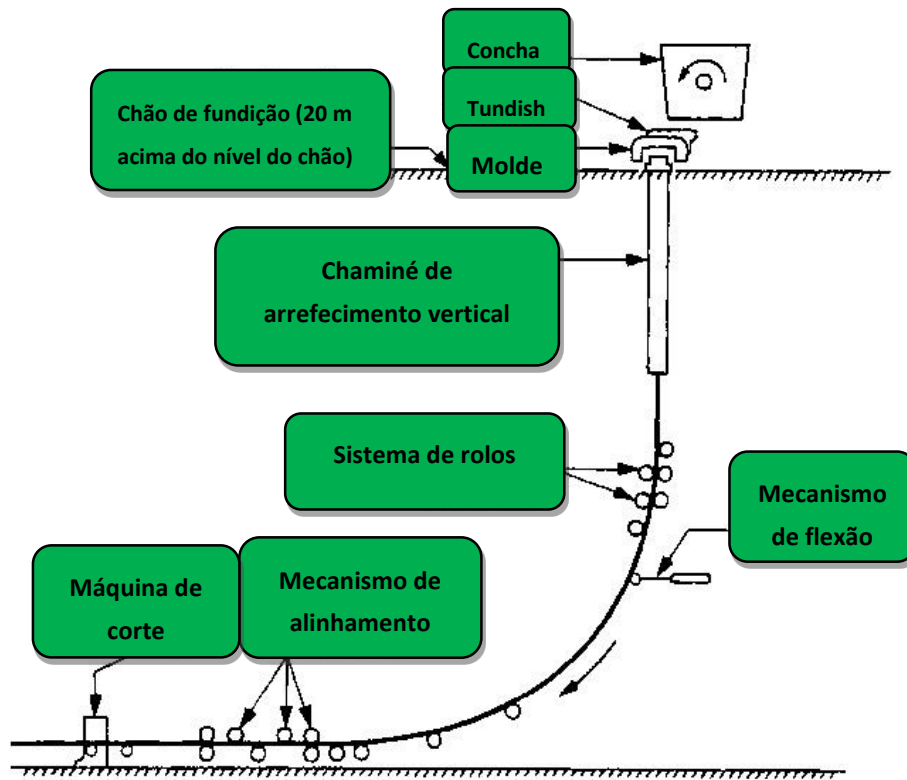 Concha
Tundish
Chão de fundição (20 m
acima do nível do chão)
Molde
Chaminé de
arrefecimento vertical
Sistema de rolos
Mecanismo
de flexão
Máquina de
corte
Mecanismo de
alinhamento